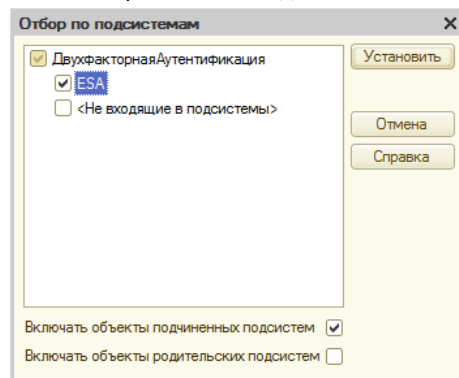 Отбор по подсистемам
ДвухфакторнаяАутентификация
Установить
ESA
<Не входящие в подсистемы>
Отмена
Справка
Включать объекты подчиненных подсистем
Включать объекты родительских подсистем